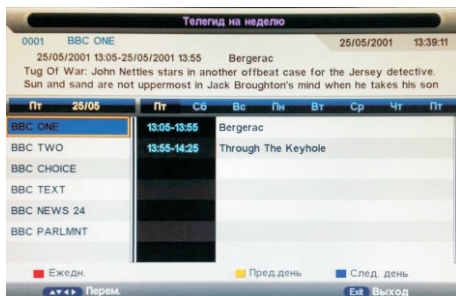 Телегид на неделю
0001 BBC ONE 25/05/2001 13:39:11
25/05/2001 13:05-25/05/2001 13:55 Bergerac
Tug Of War: John Nettles stars in another offbeat case for the Jersey detective.
Sun and sand are not uppermost in Jack Broughton's mind when he takes his son
Пт 25/05 Пт Сб Вс Пн Вт Ср Чт Пт
BBC ONE 13:05-13:55 Bergerac
BBC TWO 13:55-14:25 Through The Keyhole
BBC CHOICE
BBC TEXT
BBC NEWS 24
BBC PARLMNT
Ежедн. Пред.день След. день
Перем. Exit Выход